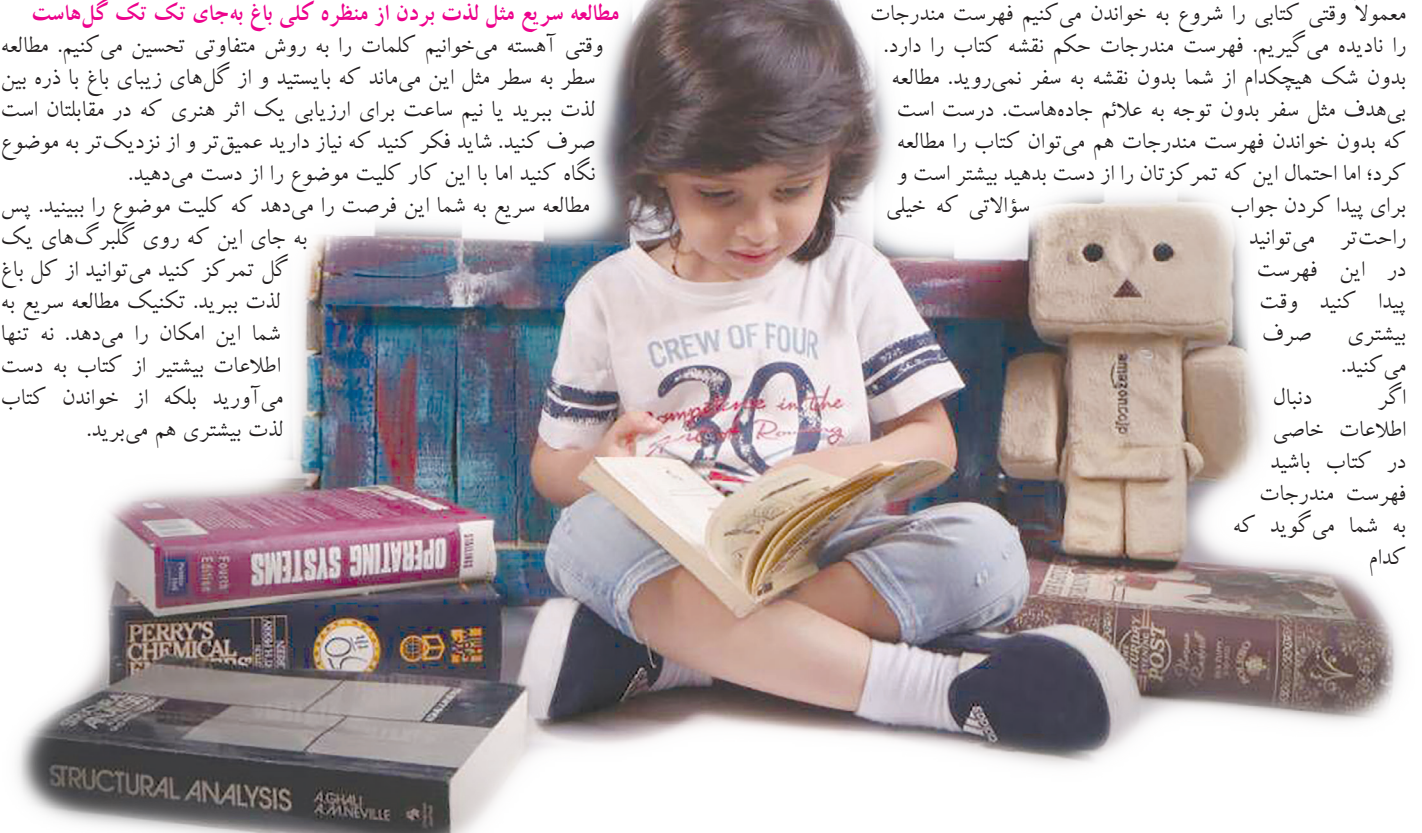 معمولا وقتی کتابی را شروع به خواندن می‌کنیم فهرست مندرجات
را نادیده می‌گیریم. فهرست مندرجات حکم نقشه کتاب را دارد.
بدون شک هیچکدام از شما بدون نقشه به سفر نمی‌روید. مطالعه
بی‌هدف مثل سفر بدون توجه به علائم جاده‌هاست. درست است
که بدون خواندن فهرست مندرجات هم می‌توان کتاب را مطالعه
کرد؛ اما احتمال این که تمرکزتان را از دست بدهید بیشتر است و
برای پیدا کردن جواب سؤالاتی که خیلی
راحت‌تر می‌توانید
در این فهرست
پیدا کنید وقت
بیشتری صرف
می‌کنید.
اگر دنبال
اطلاعات خاصی
در کتاب باشید
فهرست مندرجات
به شما می‌گوید که
کدام
مطالعه سریع مثل لذت بردن از منظره کلی باغ به‌جای تک تک گل‌هاست
وقتی آهسته می‌خوانیم کلمات را به روش متفاوتی تحسین می‌کنیم. مطالعه
سطر به سطر مثل این می‌ماند که بایستید و از گل‌های زیبای باغ با ذره بین
لذت ببرید یا نیم ساعت برای ارزیابی یک اثر هنری که در مقابلتان است
صرف کنید. شاید فکر کنید که نیاز دارید عمیق‌تر و از نزدیک‌تر به موضوع
نگاه کنید اما با این کار کلیت موضوع را از دست می‌دهید.
مطالعه سریع به شما این فرصت را می‌دهد که کلیت موضوع را ببینید. پس
به جای این که روی گلبرگ‌های یک
گل تمرکز کنید می‌توانید از کل باغ
لذت ببرید. تکنیک مطالعه سریع به
شما این امکان را می‌دهد. نه تنها
اطلاعات بیشتیر از کتاب به دست
می‌آورید بلکه از خواندن کتاب
لذت بیشتری هم می‌برید.
CREW OF FOUR
30
amazon.co.jp
STALLINGS
OPERATING SYSTEMS
Fourth
Edition
PERRY'S
CHEMICAL
POST
adidas
STRUCTURAL ANALYSIS
A.GHALI
A.M.NEVILLE